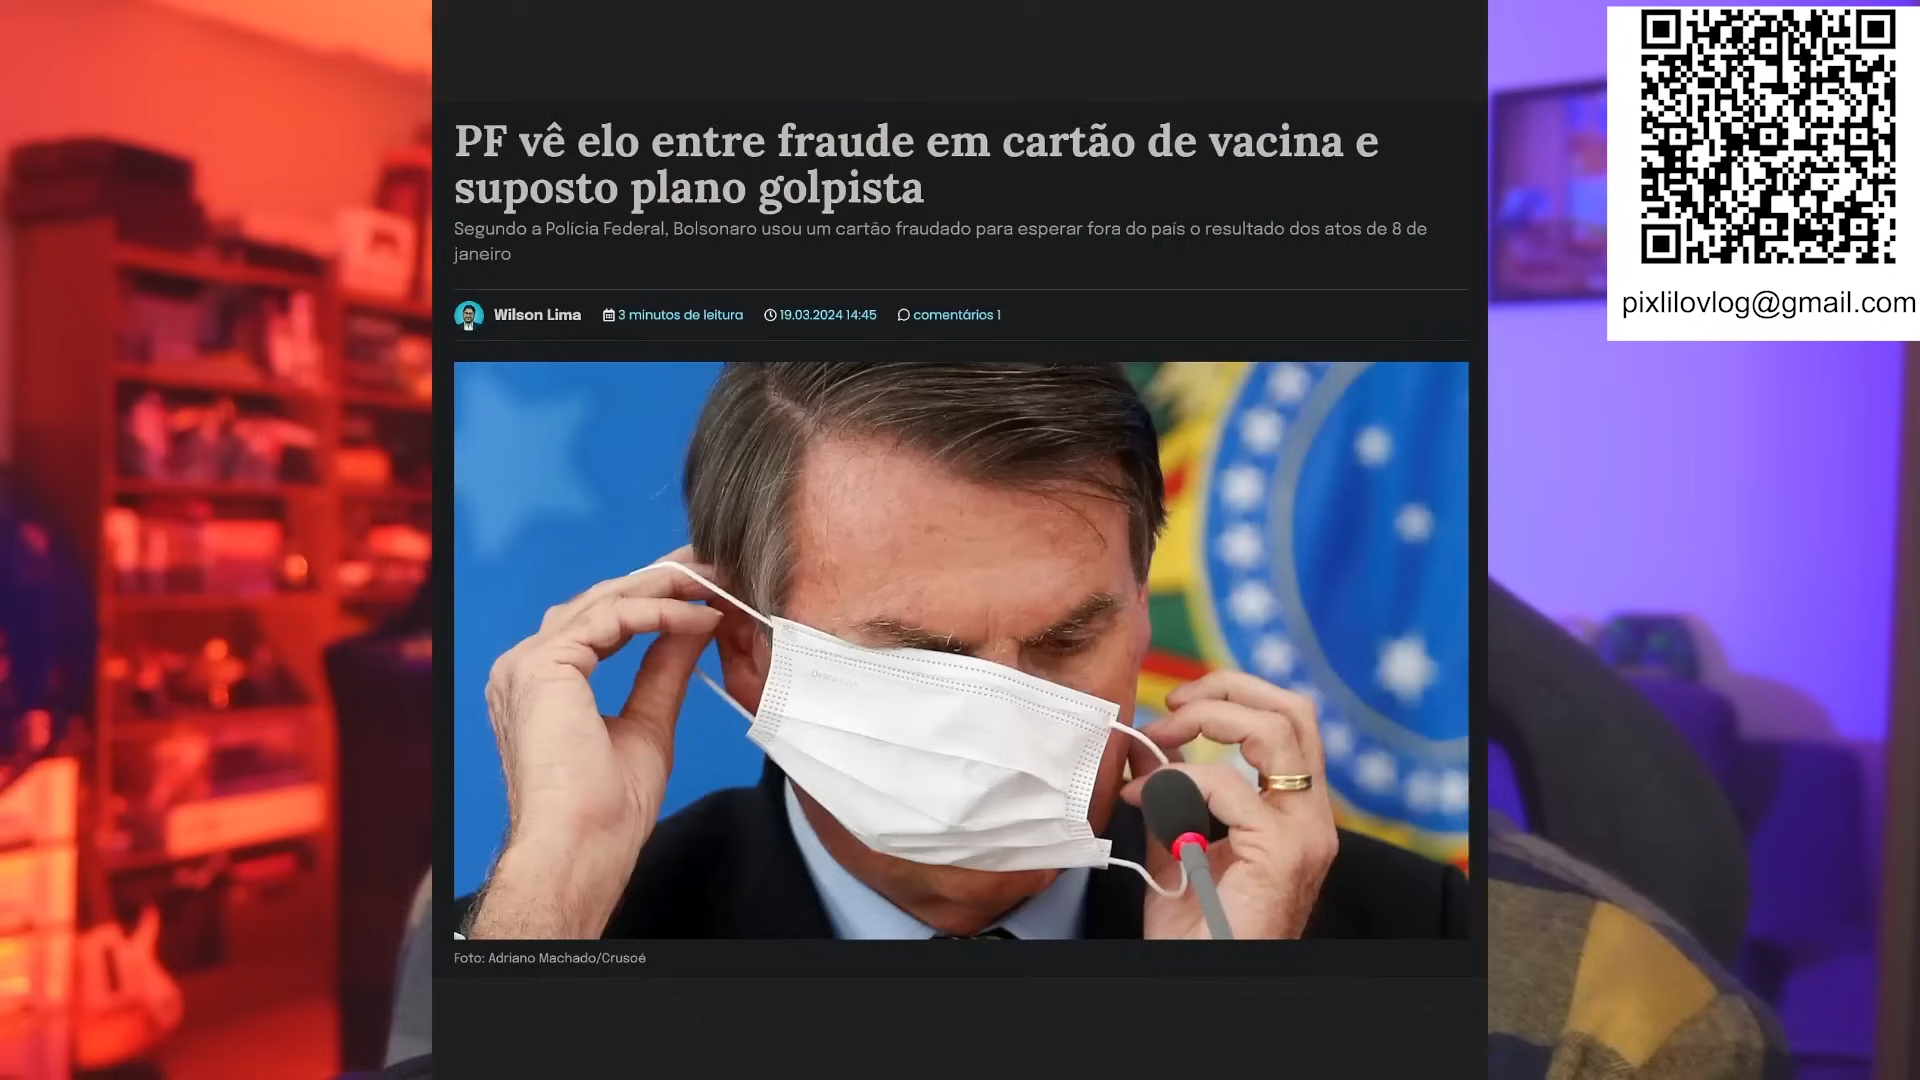 PF vê elo entre fraude em cartão de vacina e
suposto plano golpista
Segundo a Polícia Federal, Bolsonaro usou um cartão fraudado para esperar fora do país o resultado dos atos de 8 de
janeiro
Wilson Lima 3 minutos de leitura 19.03.2024 14:45 comentários 1
Foto: Adriano Machado/Crusoé
pixlilovlog@gmail.com